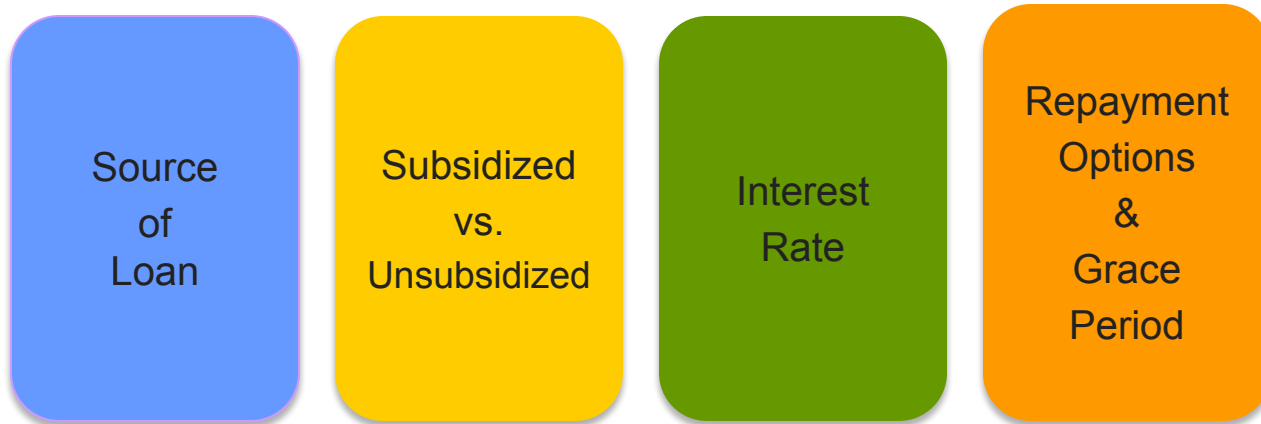 Source
of
Loan
Subsidized
vs.
Unsubsidized
Interest
Rate
Repayment
Options
&
Grace
Period